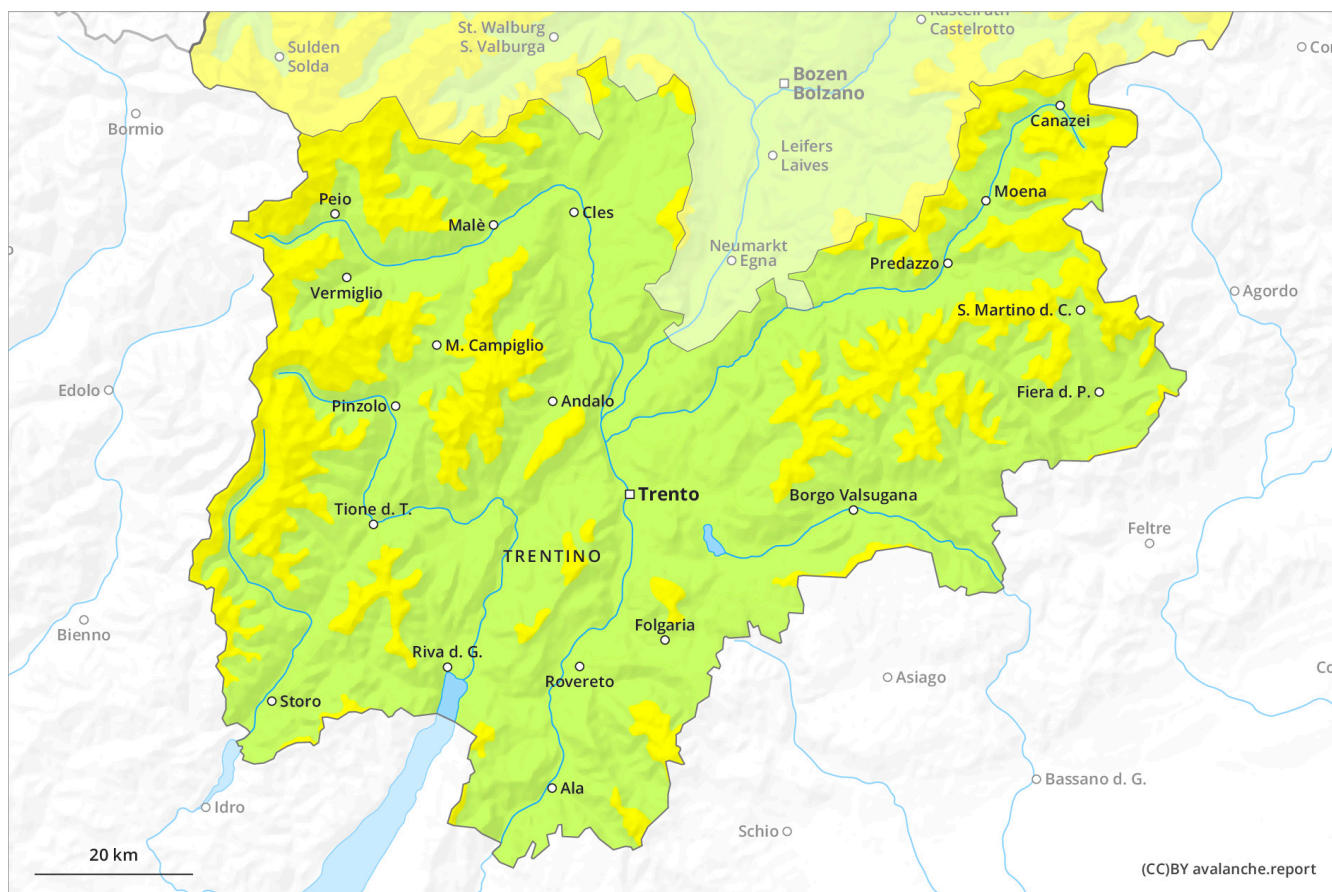 Kastelruth
Castelrotto
St. Walburg
S. Valburga
Sulden
Solda
Bozen
Bolzano
Bormio
Canazei
Leifers
Laives
Peio
Malè
Cles
Moena
Neumarkt
Egna
Predazzo
Vermiglio
Agordo
S. Martino d. C.
M. Campiglio
Edolo
Pinzolo
Andalo
Fiera d. P.
Trento
Borgo Valsugana
Tione d. T.
Feltre
TRENTINO
Bienno
Folgaria
Riva d. G.
Rovereto
Asiago
Storo
Bassano d. G.
Ala
Idro
Schio
20 km
(CC)BY avalanche.report